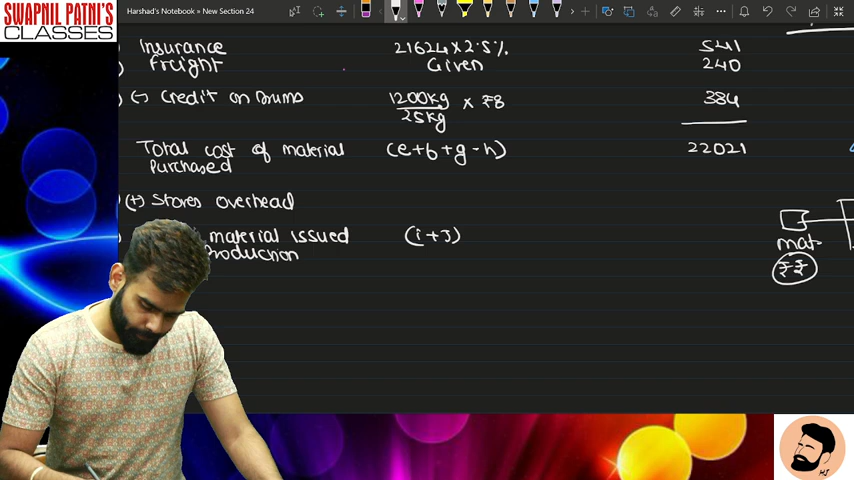 SWAPNIL PATNI'S
CLASSES
Harshad's Notebook » New Section 24
Insurance 21624 x 2.5% 541
) Freight Given 240
) (-) Credit on Drums 1200kg x ₹8 384
25kg
Total cost of material (e+b+g-h) 22021
Purchased
) (+) Stores overhead
material issued (i+J)
Production
mat
₹₹
HJ